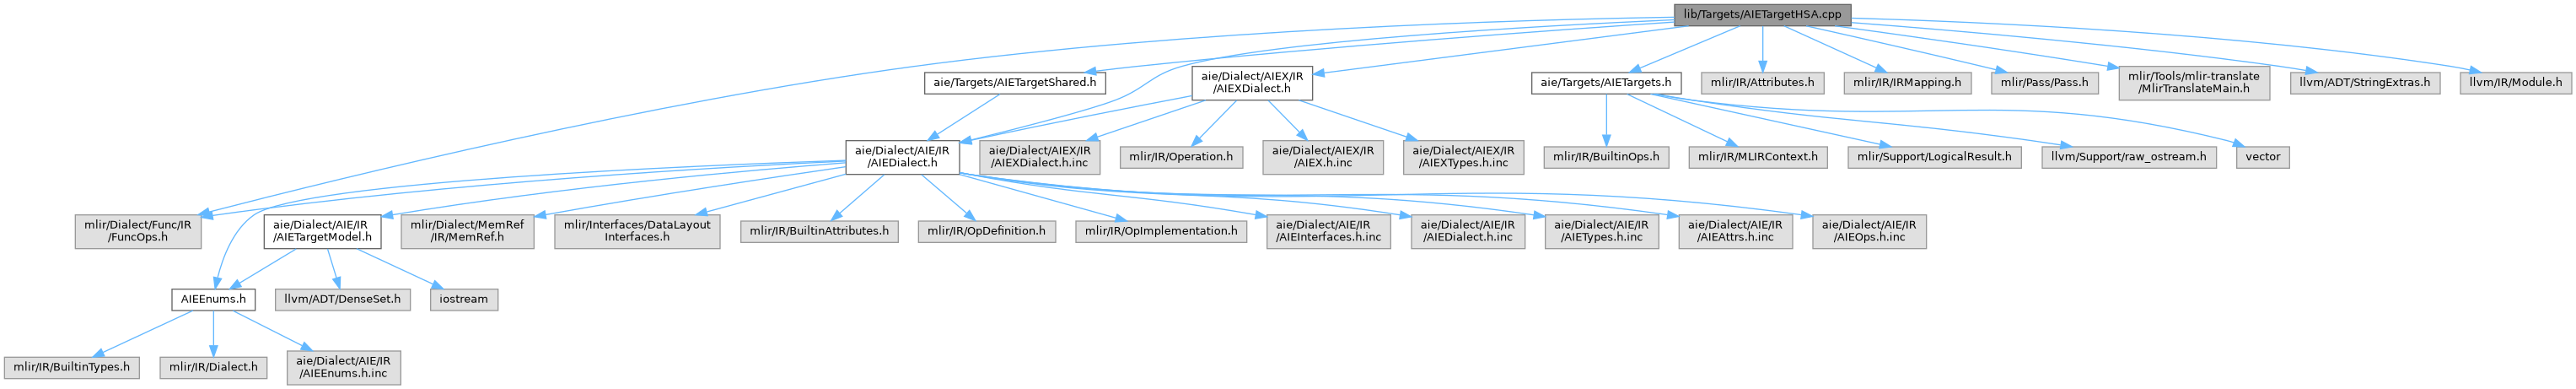 lib/Targets/AIETargetHSA.cpp
aie/Targets/AIETargetShared.h
aie/Dialect/AIEX/IR
/AIEXDialect.h
aie/Targets/AIETargets.h
mlir/IR/Attributes.h
mlir/IR/IRMapping.h
mlir/Pass/Pass.h
mlir/Tools/mlir-translate
/MlirTranslateMain.h
llvm/ADT/StringExtras.h
llvm/IR/Module.h
aie/Dialect/AIE/IR
/AIEDialect.h
aie/Dialect/AIEX/IR
/AIEXDialect.h.inc
mlir/IR/Operation.h
aie/Dialect/AIEX/IR
/AIEX.h.inc
aie/Dialect/AIEX/IR
/AIEXTypes.h.inc
mlir/IR/BuiltinOps.h
mlir/IR/MLIRContext.h
mlir/Support/LogicalResult.h
llvm/Support/raw_ostream.h
vector
mlir/Dialect/Func/IR
/FuncOps.h
aie/Dialect/AIE/IR
/AIETargetModel.h
mlir/Dialect/MemRef
/IR/MemRef.h
mlir/Interfaces/DataLayout
Interfaces.h
mlir/IR/BuiltinAttributes.h
mlir/IR/OpDefinition.h
mlir/IR/OpImplementation.h
aie/Dialect/AIE/IR
/AIEInterfaces.h.inc
aie/Dialect/AIE/IR
/AIEDialect.h.inc
aie/Dialect/AIE/IR
/AIETypes.h.inc
aie/Dialect/AIE/IR
/AIEAttrs.h.inc
aie/Dialect/AIE/IR
/AIEOps.h.inc
AIEEnums.h
llvm/ADT/DenseSet.h
iostream
mlir/IR/BuiltinTypes.h
mlir/IR/Dialect.h
aie/Dialect/AIE/IR
/AIEEnums.h.inc